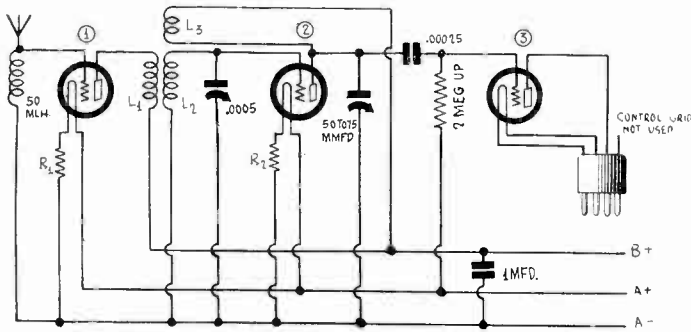 1
2
3
L3
.00025
50 MLH.
L1
L2
.0005
50 TO 75
MMFD
2 MEG UP
CONTROL GRID
NOT USED
R1
R2
B+
1 MFD.
A+
A-